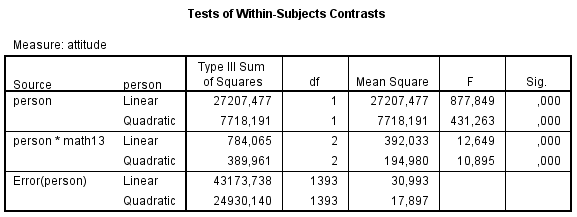 Tests of Within-Subjects Contrasts
Measure: attitude
Source person Type III Sum of Squares df Mean Square F Sig.
person Linear 27207,477 1 27207,477 877,849 ,000
Quadratic 7718,191 1 7718,191 431,263 ,000
person * math13 Linear 784,065 2 392,033 12,649 ,000
Quadratic 389,961 2 194,980 10,895 ,000
Error(person) Linear 43173,738 1393 30,993
Quadratic 24930,140 1393 17,897